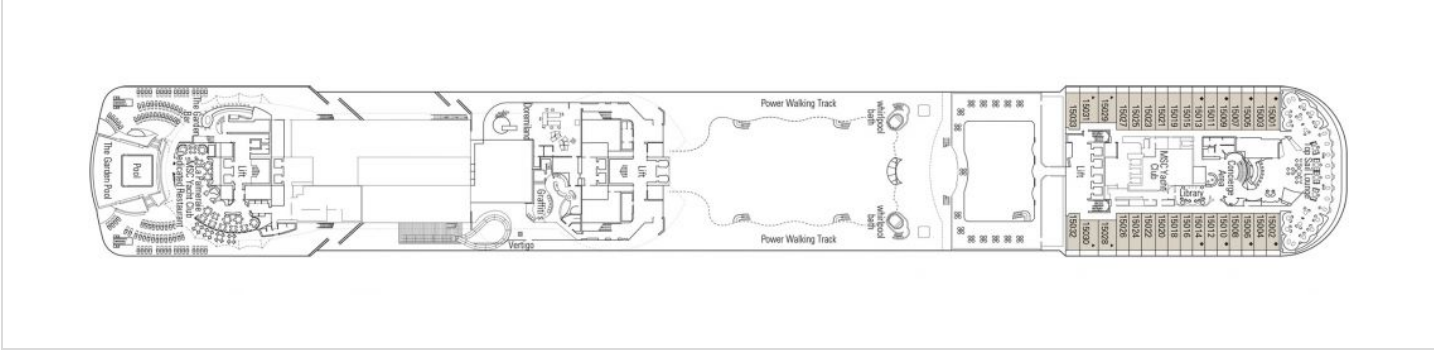 The Garden Pool
Pool
The Garden
Bar
La Palmeraie
MSC Yacht Club
Dedicated Restaurant
Lift
Doremiland
Graffiti's
Vertigo
Lift
Power Walking Track
Power Walking Track
whirlpool
bath
whirlpool
bath
Lift
MSC Yacht
Club
Library
Concierge
Area
Top Sail Lounge
15033
15031
15029
15027
15025
15023
15021
15019
15015
15013
15011
15009
15007
15005
15003
15001
15032
15030
15028
15026
15024
15022
15020
15018
15016
15014
15012
15010
15008
15006
15004
15002